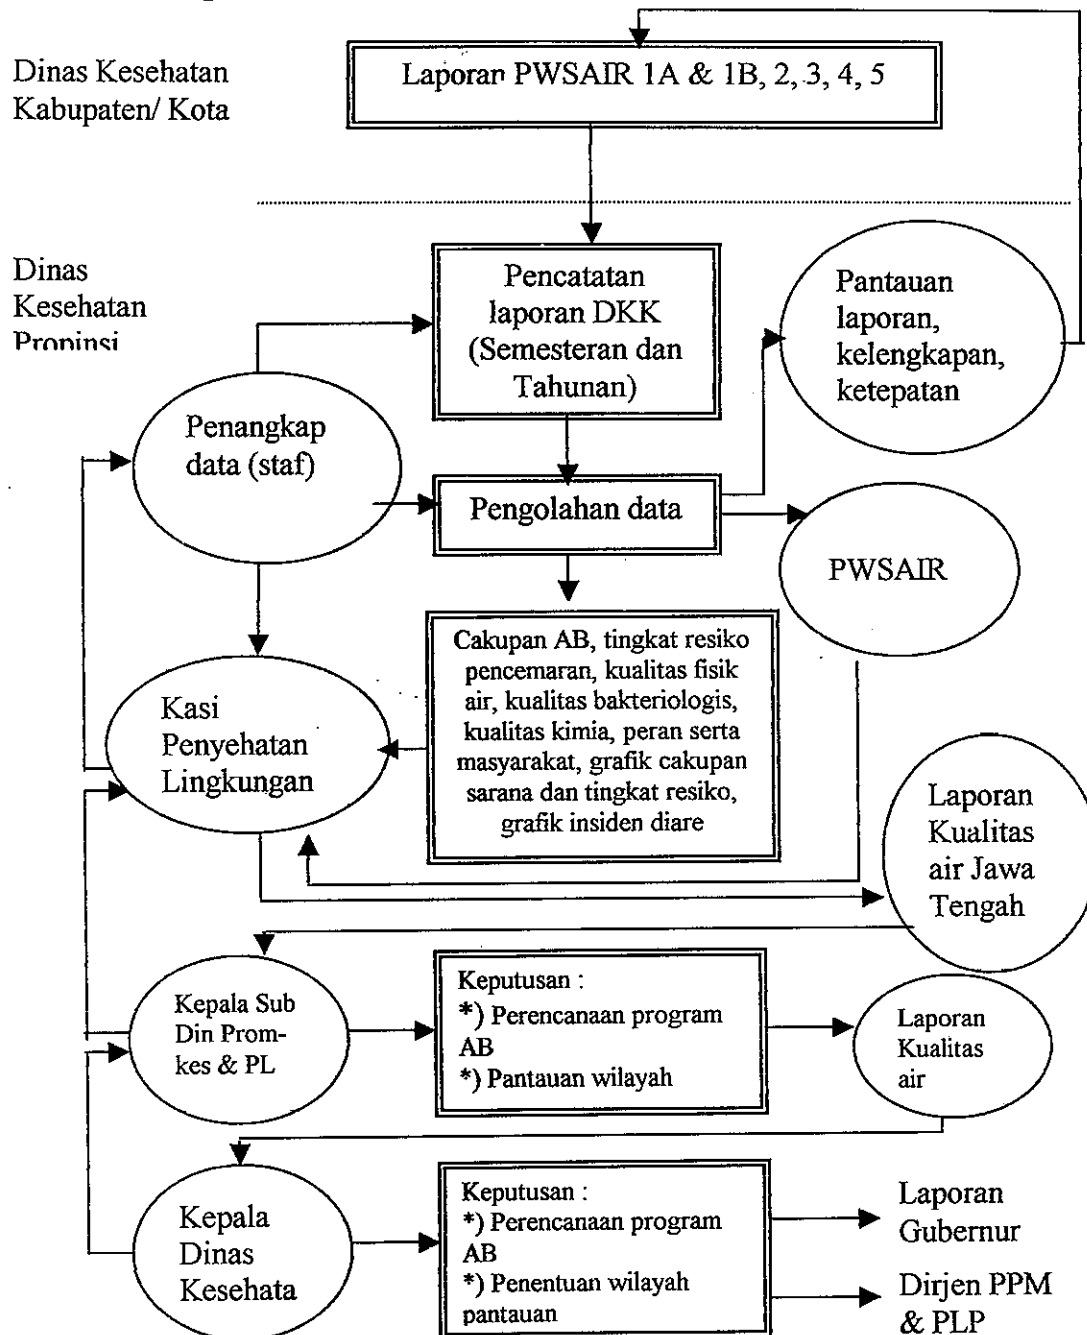 Dinas Kesehatan
Kabupaten/ Kota
Laporan PWSAIR 1A & 1B, 2, 3, 4, 5
Dinas
Kesehatan
Propinsi
Pencatatan
laporan DKK
(Semesteran dan
Tahunan)
Pantauan
laporan,
kelengkapan,
ketepatan
Penangkap
data (staf)
Pengolahan data
PWSAIR
Cakupan AB, tingkat resiko
pencemaran, kualitas fisik
air, kualitas bakteriologis,
kualitas kimia, peran serta
masyarakat, grafik cakupan
sarana dan tingkat resiko,
grafik insiden diare
Kasi
Penyehatan
Lingkungan
Laporan
Kualitas
air Jawa
Tengah
Kepala Sub
Din Prom-
kes & PL
Keputusan :
*) Perencanaan program
AB
*) Pantauan wilayah
Laporan
Kualitas
air
Kepala
Dinas
Kesehata
Keputusan :
*) Perencanaan program
AB
*) Penentuan wilayah
pantauan
Laporan
Gubernur
Dirjen PPM
& PLP